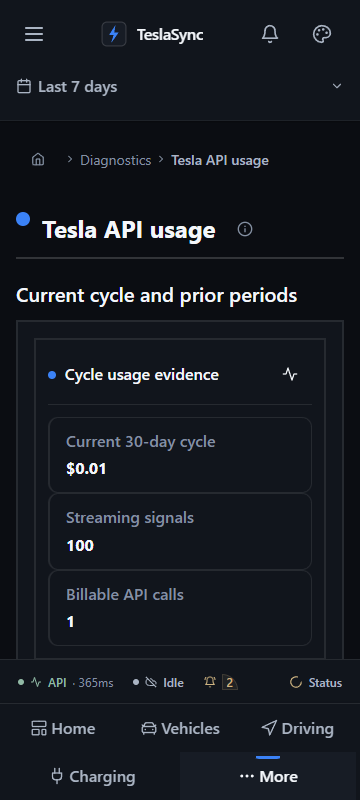 TeslaSync
Last 7 days
Diagnostics > Tesla API usage
Tesla API usage
Current cycle and prior periods
Cycle usage evidence
Current 30-day cycle
$0.01
Streaming signals
100
Billable API calls
1
API · 365ms Idle 2 Status
Home Vehicles Driving
Charging More